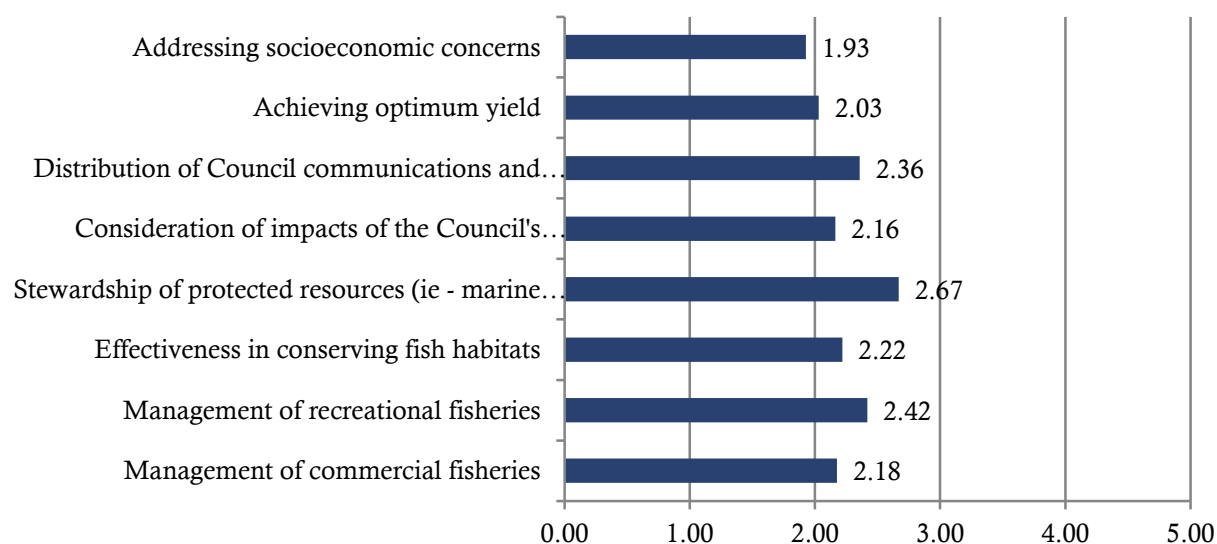 Addressing socioeconomic concerns 1.93
Achieving optimum yield 2.03
Distribution of Council communications and… 2.36
Consideration of impacts of the Council's… 2.16
Stewardship of protected resources (ie - marine… 2.67
Effectiveness in conserving fish habitats 2.22
Management of recreational fisheries 2.42
Management of commercial fisheries 2.18
0.00 1.00 2.00 3.00 4.00 5.00